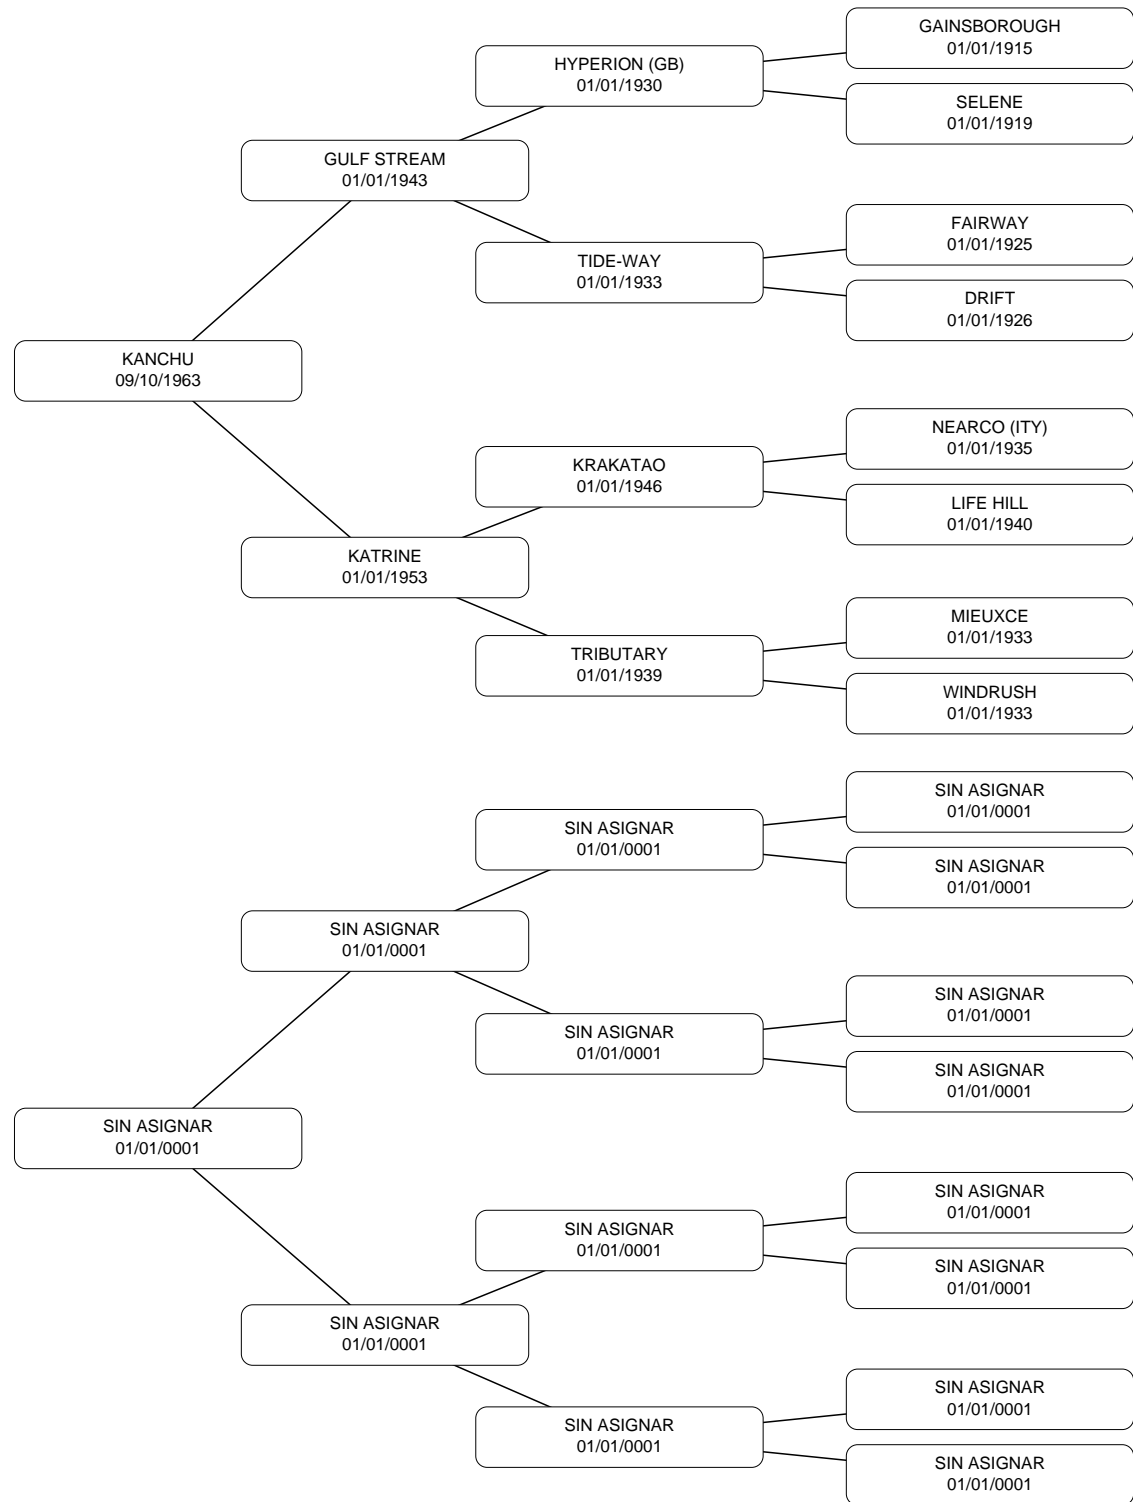 GAINSBOROUGH
01/01/1915
HYPERION (GB)
01/01/1930
SELENE
01/01/1919
GULF STREAM
01/01/1943
FAIRWAY
01/01/1925
TIDE-WAY
01/01/1933
DRIFT
01/01/1926
KANCHU
09/10/1963
NEARCO (ITY)
01/01/1935
KRAKATAO
01/01/1946
LIFE HILL
01/01/1940
KATRINE
01/01/1953
MIEUXCE
01/01/1933
TRIBUTARY
01/01/1939
WINDRUSH
01/01/1933
SIN ASIGNAR
01/01/0001
SIN ASIGNAR
01/01/0001
SIN ASIGNAR
01/01/0001
SIN ASIGNAR
01/01/0001
SIN ASIGNAR
01/01/0001
SIN ASIGNAR
01/01/0001
SIN ASIGNAR
01/01/0001
SIN ASIGNAR
01/01/0001
SIN ASIGNAR
01/01/0001
SIN ASIGNAR
01/01/0001
SIN ASIGNAR
01/01/0001
SIN ASIGNAR
01/01/0001
SIN ASIGNAR
01/01/0001
SIN ASIGNAR
01/01/0001
SIN ASIGNAR
01/01/0001